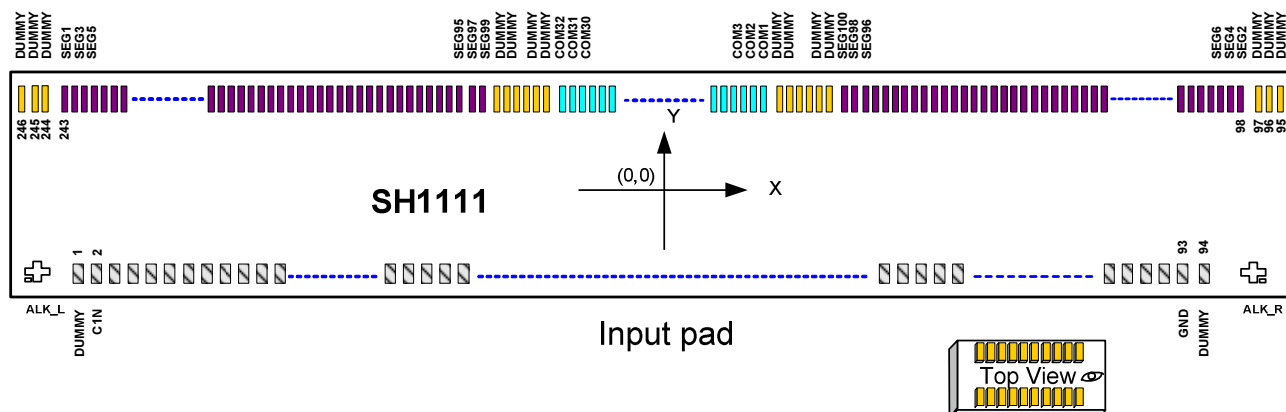 DUMMY
DUMMY
DUMMY
SEG1
SEG3
SEG5
SEG95
SEG97
SEG99
DUMMY
DUMMY
DUMMY
DUMMY
COM32
COM31
COM30
COM3
COM2
COM1
DUMMY
DUMMY
DUMMY
DUMMY
SEG100
SEG98
SEG96
SEG6
SEG4
SEG2
DUMMY
DUMMY
DUMMY
246
245
244
243
98
97
96
95
Y
(0,0)
X
SH1111
1
2
93
94
ALK_L
ALK_R
DUMMY
C1N
GND
DUMMY
Input pad
Top View